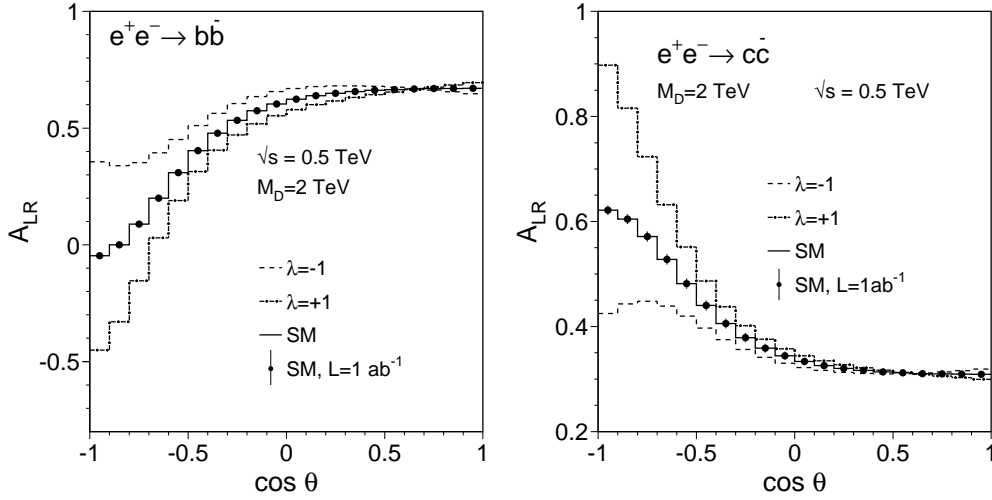 e⁺e⁻→ bb̄
√s = 0.5 TeV
M_D=2 TeV
λ=-1
λ=+1
SM
SM, L=1 ab⁻¹
A_LR
1
0.5
0
-0.5
-1
-0.5
0
0.5
1
cos θ
e⁺e⁻→ cc̄
M_D=2 TeV
√s = 0.5 TeV
λ=-1
λ=+1
SM
SM, L=1ab⁻¹
A_LR
1
0.8
0.6
0.4
0.2
-1
-0.5
0
0.5
1
cos θ